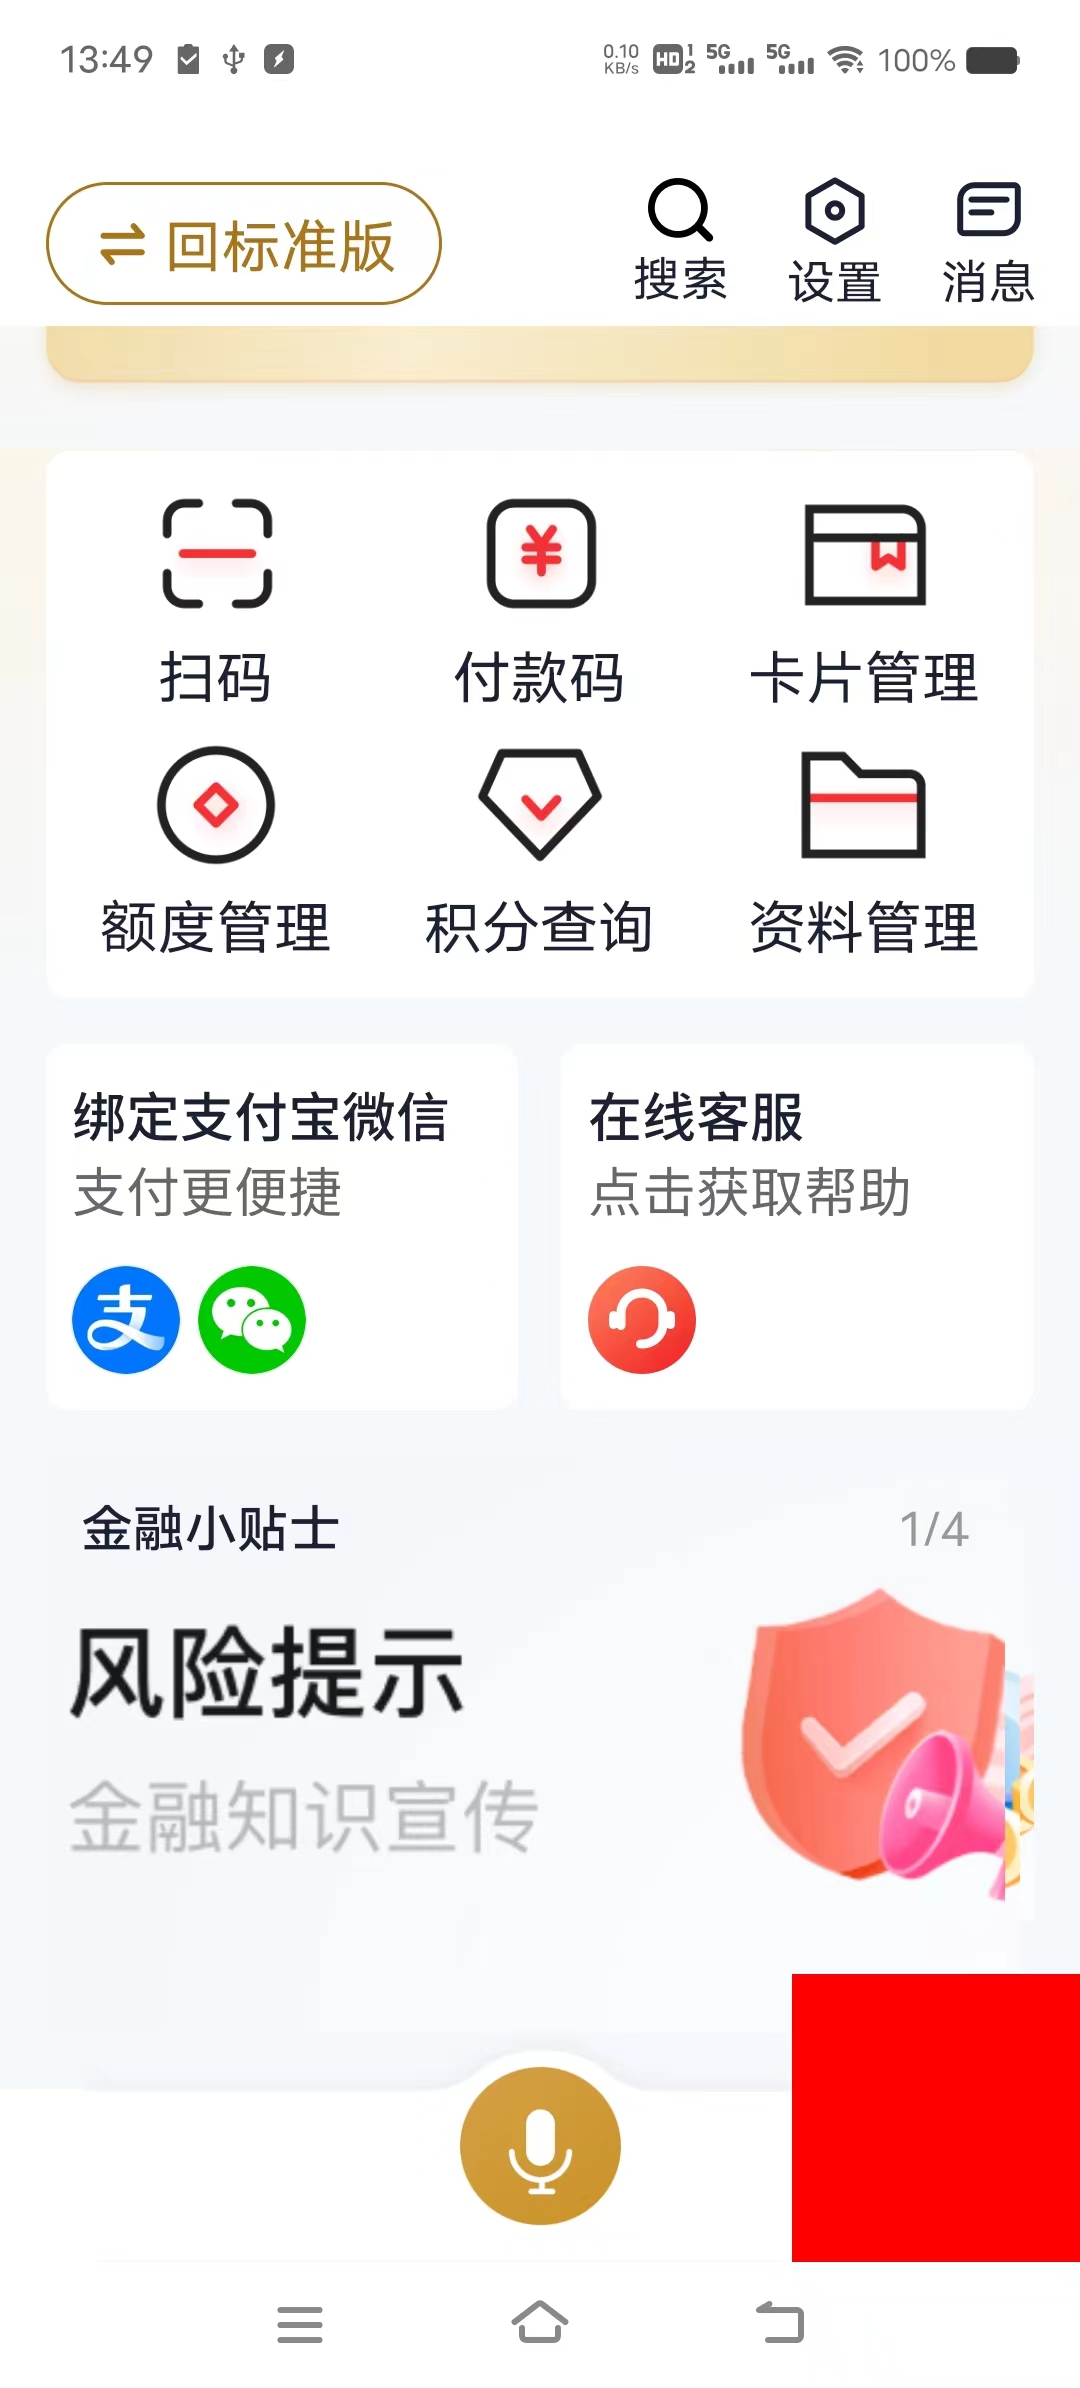 13:49
0.10 KB/s HD 1 2 5G 5G 100%
回标准版
搜索 设置 消息
扫码 付款码 卡片管理
额度管理 积分查询 资料管理
绑定支付宝微信
支付更便捷
支
在线客服
点击获取帮助
金融小贴士 1/4
风险提示
金融知识宣传